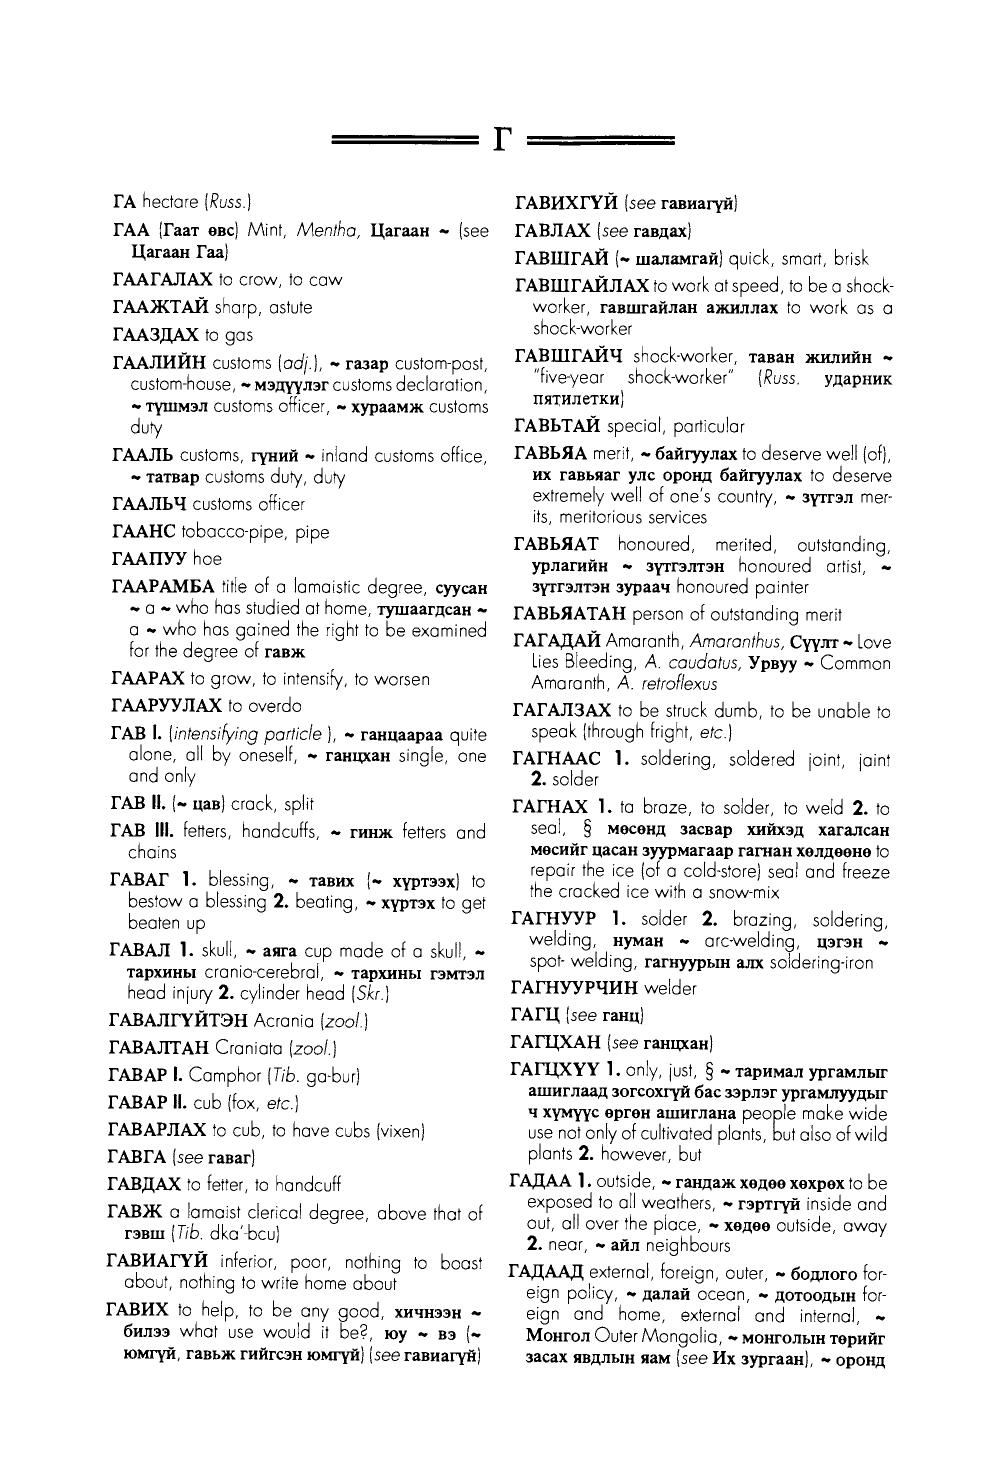 Г
ГА hectare (Russ.)
ГАА (Гаат өвс) Mint, Mentha, Цагаан ~ (see
Цагаан Гаа)
ГААГАЛАХ to crow, to caw
ГААЖТАЙ sharp, astute
ГААЗДАХ to gas
ГААЛИЙН customs (adj.), ~ газар custom-post,
custom-house, ~ мэдүүлэг customs declaration,
~ түшмэл customs officer, ~ хураамж customs
duty
ГААЛЬ customs, гүний ~ inland customs office,
~ татвар customs duty, duty
ГААЛЬЧ customs officer
ГААНС tobacco-pipe, pipe
ГААПУУ hoe
ГААРАМБА title of a lamaistic degree, суусан
~ a ~ who has studied at home, тушаагдсан ~
a ~ who has gained the right to be examined
for the degree of гавж
ГААРАХ to grow, to intensify, to worsen
ГААРУУЛАХ to overdo
ГАВ I. (intensifying particle ), ~ ганцаараа quite
alone, all by oneself, ~ ганцхан single, one
and only
ГАВ II. (~ цав) crack, split
ГАВ III. fetters, handcuffs, ~ гинж fetters and
chains
ГАВАГ 1. blessing, ~ тавих (~ хүртээх) to
bestow a blessing 2. beating, ~ хүртэх to get
beaten up
ГАВАЛ 1. skull, ~ аяга cup made of a skull, ~
тархины cranio-cerebral, ~ тархины гэмтэл
head injury 2. cylinder head (Skr.)
ГАВАЛГҮЙТЭН Acrania (zool.)
ГАВАЛТАН Craniata (zool.)
ГАВАР I. Camphor (Tib. ga-bur)
ГАВАР II. cub (fox, etc.)
ГАВАРЛАХ to cub, to have cubs (vixen)
ГАВГА (see гаваг)
ГАВДАХ to fetter, to handcuff
ГАВЖ a lamaist clerical degree, above that of
гэвш (Tib. dka'-bcu)
ГАВИАГҮЙ inferior, poor, nothing to boast
about, nothing to write home about
ГАВИХ to help, to be any good, хичнээн ~
билээ what use would it be?, юу ~ вэ (~
юмгүй, гавьж гийгсэн юмгүй) (see гавиагүй)
ГАВИХГҮЙ (see гавиагүй)
ГАВЛАХ (see гавдах)
ГАВШГАЙ (~ шаламгай) quick, smart, brisk
ГАВШГАЙЛАХ to work at speed, to be a shock-
worker, гавшгайлан ажиллах to work as a
shock-worker
ГАВШГАЙЧ shock-worker, таван жилийн ~
"five-year shock-worker" (Russ. ударник
пятилетки)
ГАВЬТАЙ special, particular
ГАВЬЯА merit, ~ байгуулах to deserve well (of),
их гавьяаг улс оронд байгуулах to deserve
extremely well of one's country, ~ зүтгэл mer-
its, meritorious services
ГАВЬЯАТ honoured, merited, outstanding,
урлагийн ~ зүтгэлтэн honoured artist, ~
зүтгэлтэн зураач honoured painter
ГАВЬЯАТАН person of outstanding merit
ГАГАДАЙ Amaranth, Amaranthus, Сүүлт ~ Love
Lies Bleeding, A. caudatus, Урвуу ~ Common
Amaranth, A. retroflexus
ГАГАЛЗАХ to be struck dumb, to be unable to
speak (through fright, etc.)
ГАГНААС 1. soldering, soldered joint, joint
2. solder
ГАГНАХ 1. to braze, to solder, to weld 2. to
seal, § мөсөнд засвар хийхэд хагалсан
мөсийг цасан зуурмагаар гагнан хөлдөөнө to
repair the ice (of a cold-store) seal and freeze
the cracked ice with a snow-mix
ГАГНУУР 1. solder 2. brazing, soldering,
welding, нуман ~ arc-welding, цэгэн ~
spot- welding, гагнуурын алх soldering-iron
ГАГНУУРЧИН welder
ГАГЦ (see ганц)
ГАГЦХАН (see ганцхан)
ГАГЦХҮҮ 1. only, just, § ~ таримал ургамлыг
ашиглаад зогсохгүй бас зэрлэг ургамлуудыг
ч хүмүүс өргөн ашиглана people make wide
use not only of cultivated plants, but also of wild
plants 2. however, but
ГАДАА 1. outside, ~ гандаж хөдөө хөхрөх to be
exposed to all weathers, ~ гэртгүй inside and
out, all over the place, ~ хөдөө outside, away
2. near, ~ айл neighbours
ГАДААД external, foreign, outer, ~ бодлого for-
eign policy, ~ далай ocean, ~ дотоодын for-
eign and home, external and internal, ~
Монгол Outer Mongolia, ~ монголын төрийг
засах явдлын яам (see Их зургаан), ~ оронд